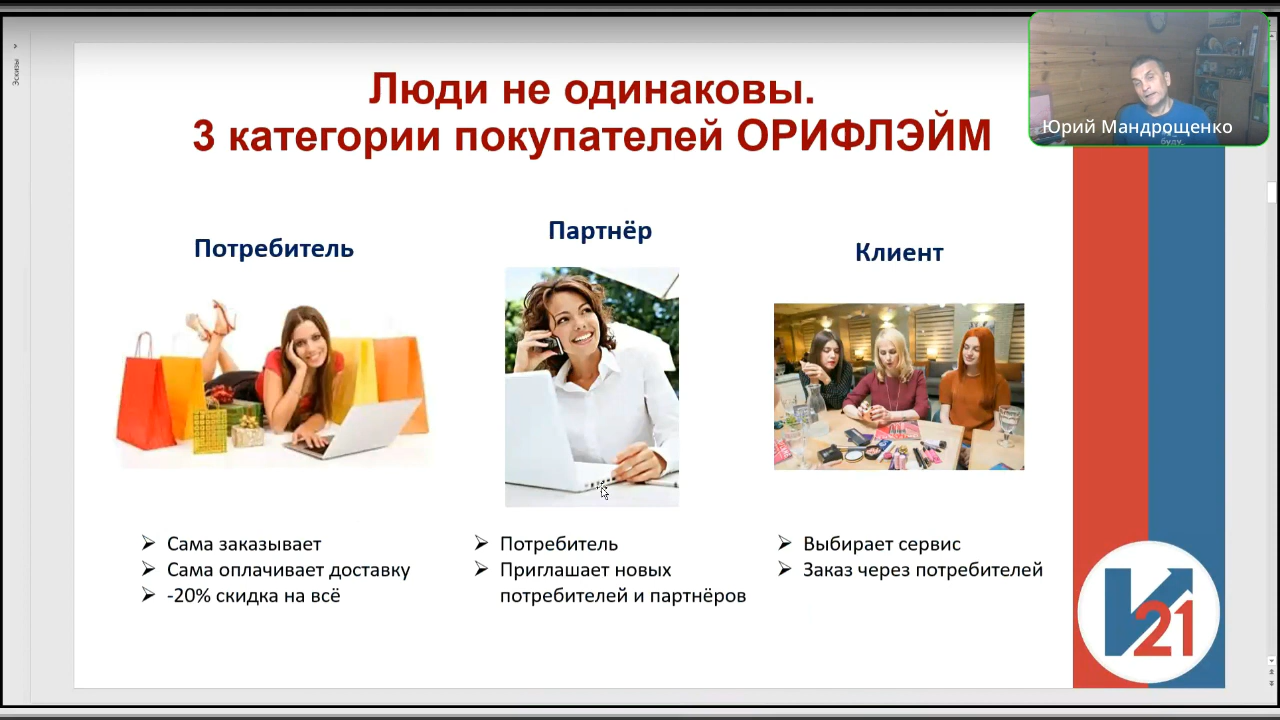 Эскизы
Люди не одинаковы.
3 категории покупателей ОРИФЛЭЙМ
Юрий Мандрощенко
Потребитель
Партнёр
Клиент
➢ Сама заказывает
➢ Сама оплачивает доставку
➢ -20% скидка на всё
➢ Потребитель
➢ Приглашает новых
потребителей и партнёров
➢ Выбирает сервис
➢ Заказ через потребителей
21